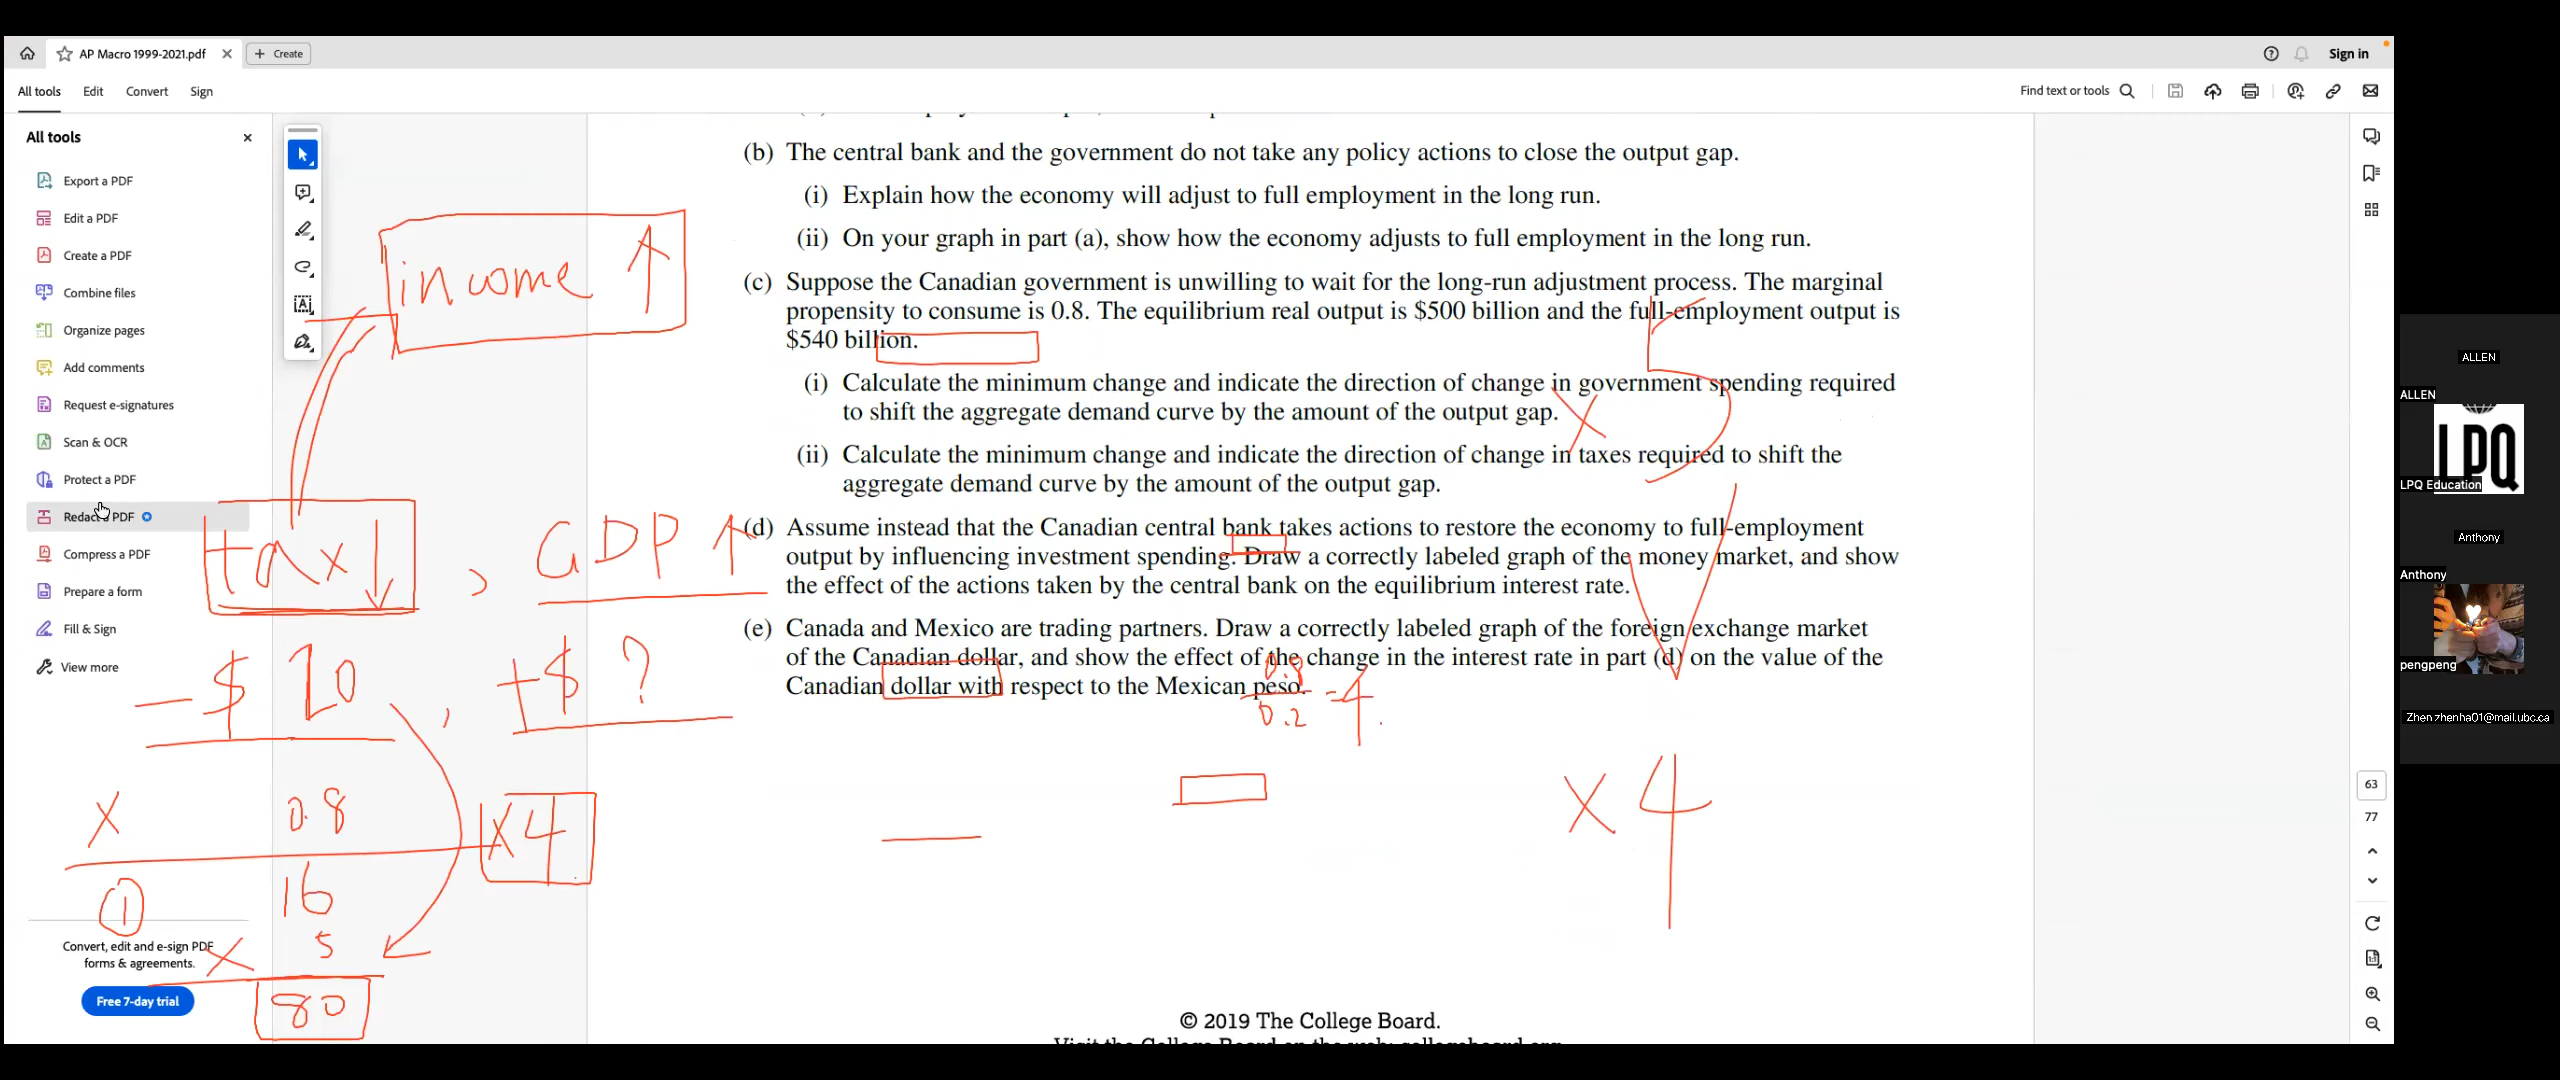 AP Macro 1999-2021.pdf
Create
Sign in
All tools
Edit
Convert
Sign
Find text or tools
All tools
Export a PDF
Edit a PDF
Create a PDF
Combine files
Organize pages
Add comments
Request e-signatures
Scan & OCR
Protect a PDF
Redact a PDF
Compress a PDF
Prepare a form
Fill & Sign
View more
Convert, edit and e-sign PDF
forms & agreements.
Free 7-day trial
(b) The central bank and the government do not take any policy actions to close the output gap.
(i) Explain how the economy will adjust to full employment in the long run.
(ii) On your graph in part (a), show how the economy adjusts to full employment in the long run.
(c) Suppose the Canadian government is unwilling to wait for the long-run adjustment process. The marginal
propensity to consume is 0.8. The equilibrium real output is $500 billion and the full-employment output is
$540 billion.
(i) Calculate the minimum change and indicate the direction of change in government spending required
to shift the aggregate demand curve by the amount of the output gap.
(ii) Calculate the minimum change and indicate the direction of change in taxes required to shift the
aggregate demand curve by the amount of the output gap.
(d) Assume instead that the Canadian central bank takes actions to restore the economy to full-employment
output by influencing investment spending. Draw a correctly labeled graph of the money market, and show
the effect of the actions taken by the central bank on the equilibrium interest rate.
(e) Canada and Mexico are trading partners. Draw a correctly labeled graph of the foreign exchange market
of the Canadian dollar, and show the effect of the change in the interest rate in part (d) on the value of the
Canadian dollar with respect to the Mexican peso.
© 2019 The College Board.
income ↑
tax ↓ , GDP ↑
-$ 20 , +$ ?
x 0.8
x4
① 16
x 5
80
0.8
0.2 = 4.
x 5
x 4
63
77
ALLEN
ALLEN
LPQ
LPQ Education
Anthony
Anthony
pengpeng
Zhen zhenha01@mail.ubc.ca